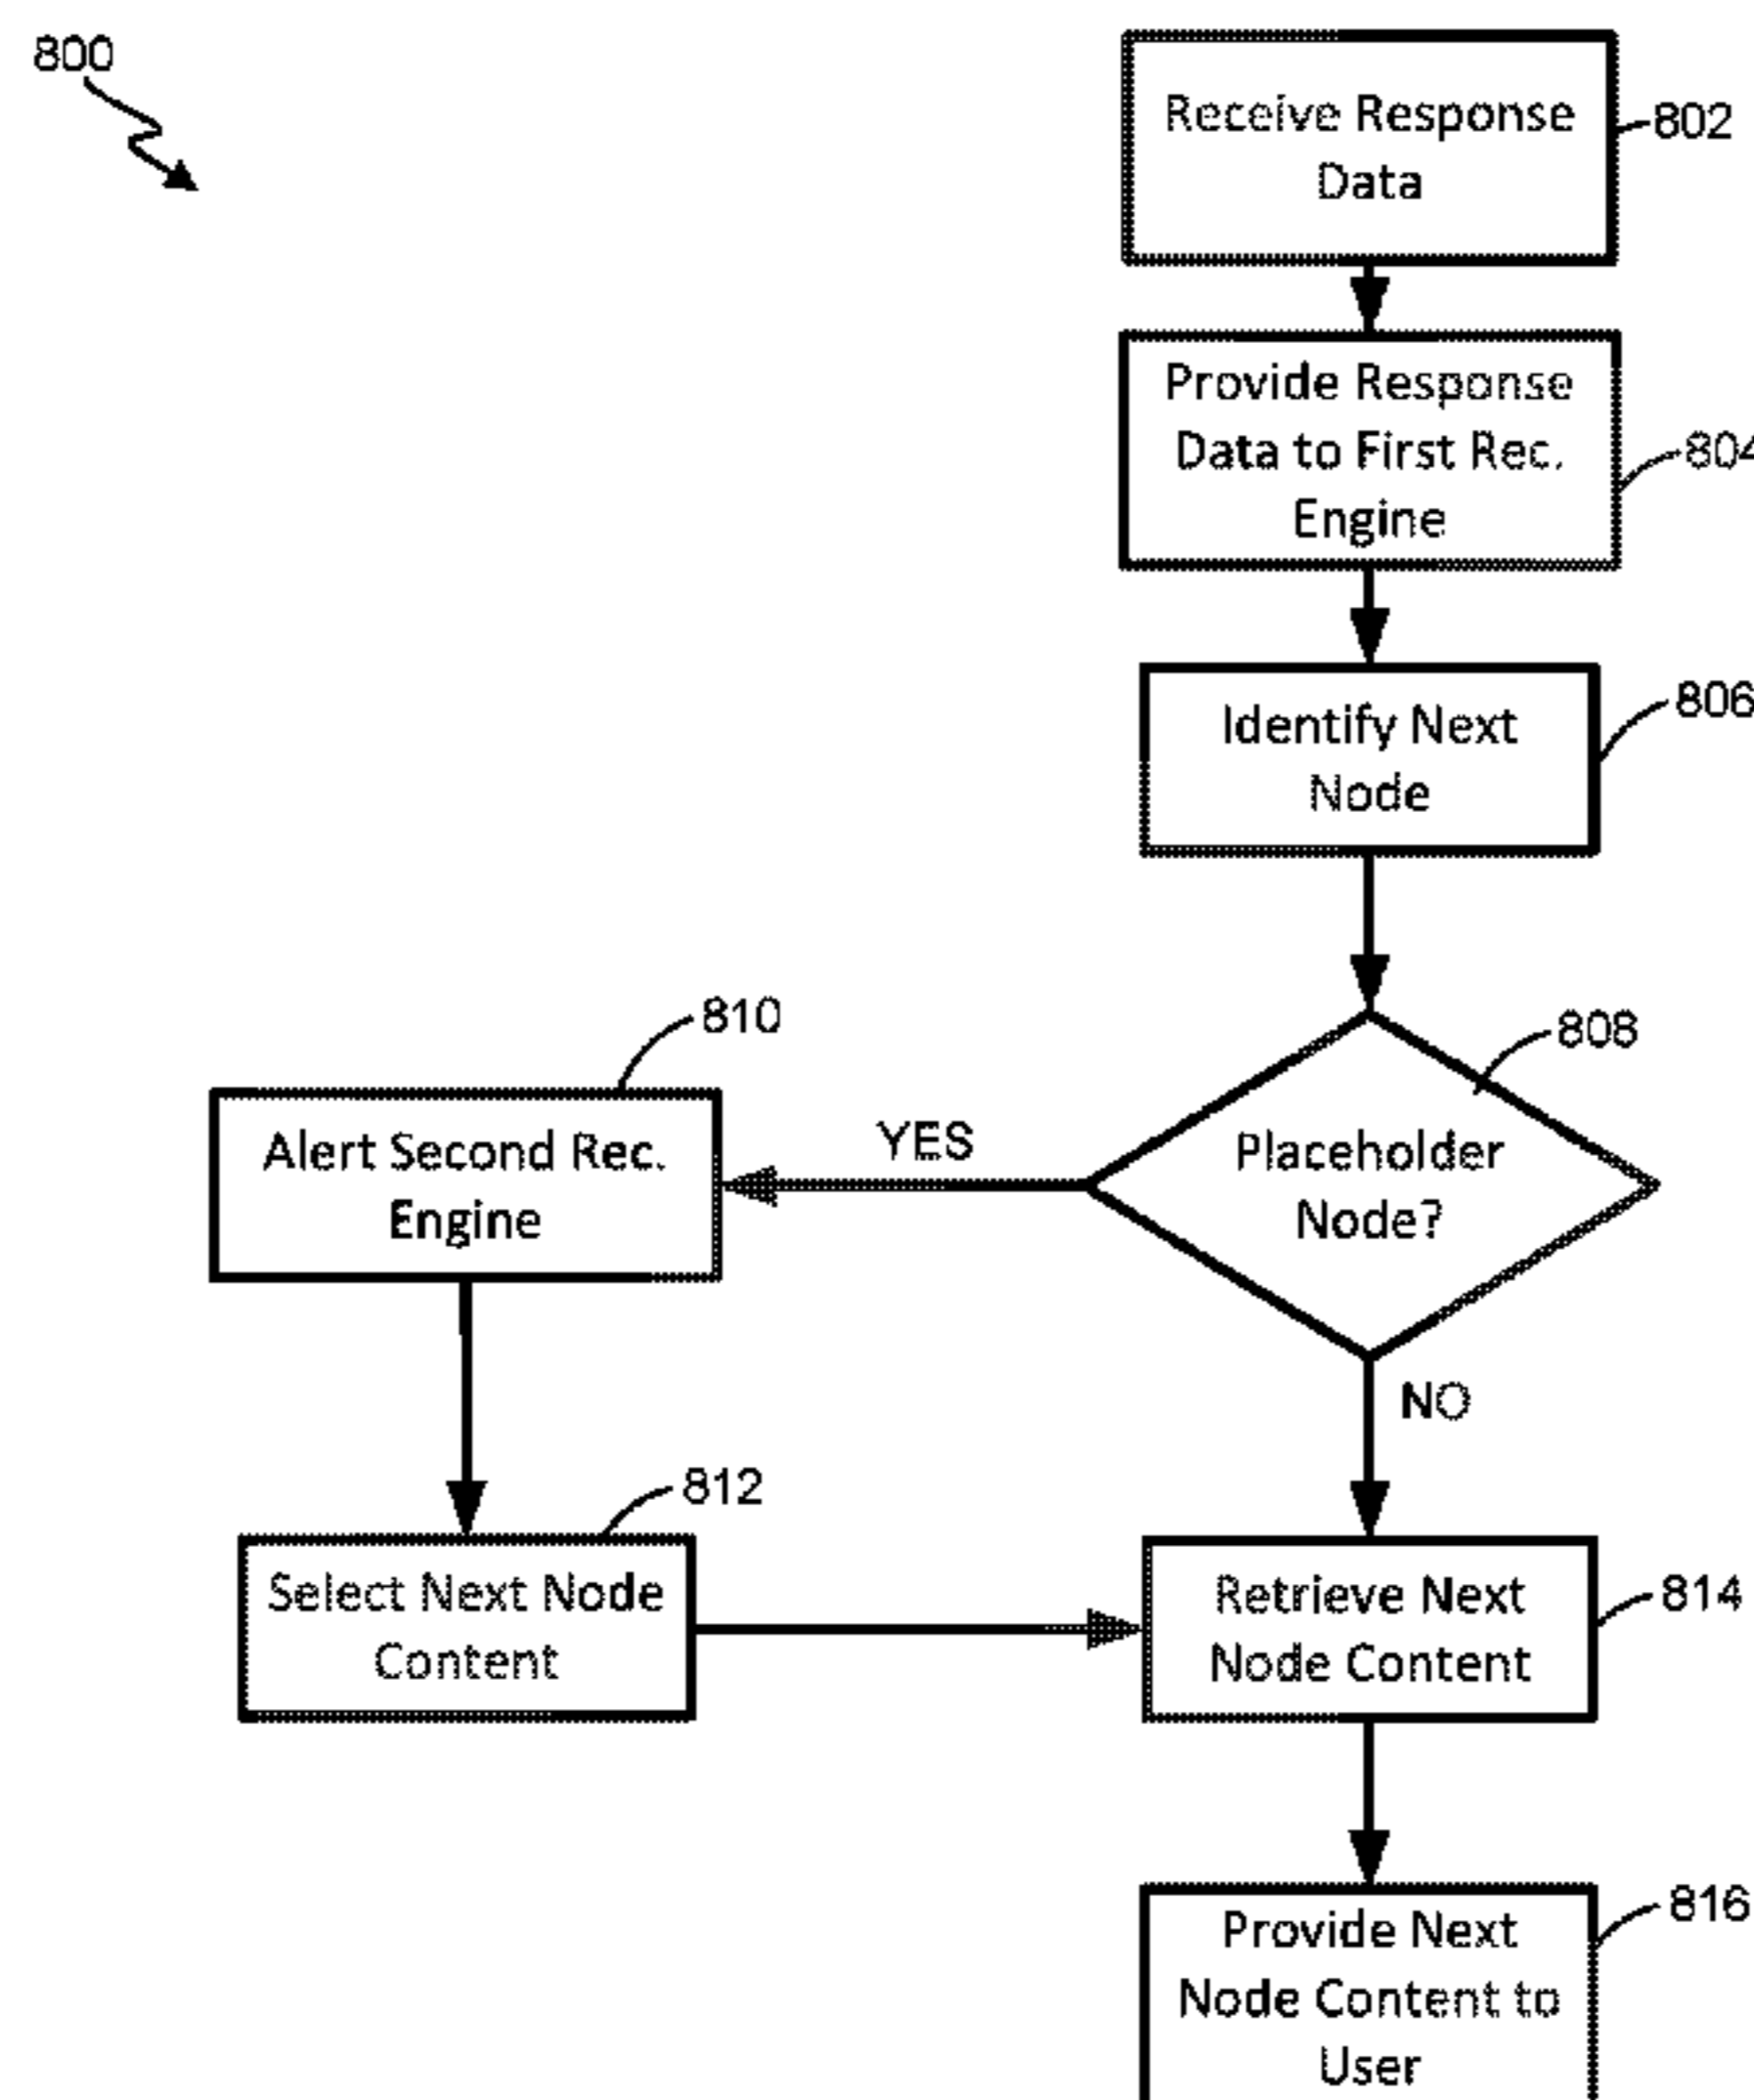 800
Receive Response
Data
802
Provide Response
Data to First Rec.
Engine
804
Identify Next
Node
806
808
Placeholder
Node?
YES
810
Alert Second Rec.
Engine
NO
812
Select Next Node
Content
Retrieve Next
Node Content
814
Provide Next
Node Content to
User
816